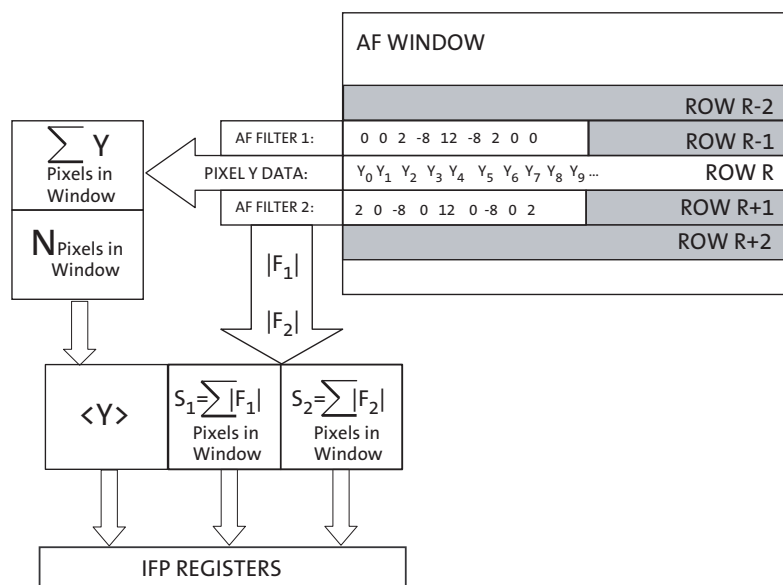 AF WINDOW
ROW R-2
AF FILTER 1: 0 0 2 -8 12 -8 2 0 0 ROW R-1
PIXEL Y DATA: Y0 Y1 Y2 Y3 Y4 Y5 Y6 Y7 Y8 Y9 ... ROW R
AF FILTER 2: 2 0 -8 0 12 0 -8 0 2 ROW R+1
ROW R+2
∑ Y
Pixels in
Window
N Pixels in
Window
|F1|
|F2|
<Y>
S1=∑|F1|
Pixels in
Window
S2=∑|F2|
Pixels in
Window
IFP REGISTERS